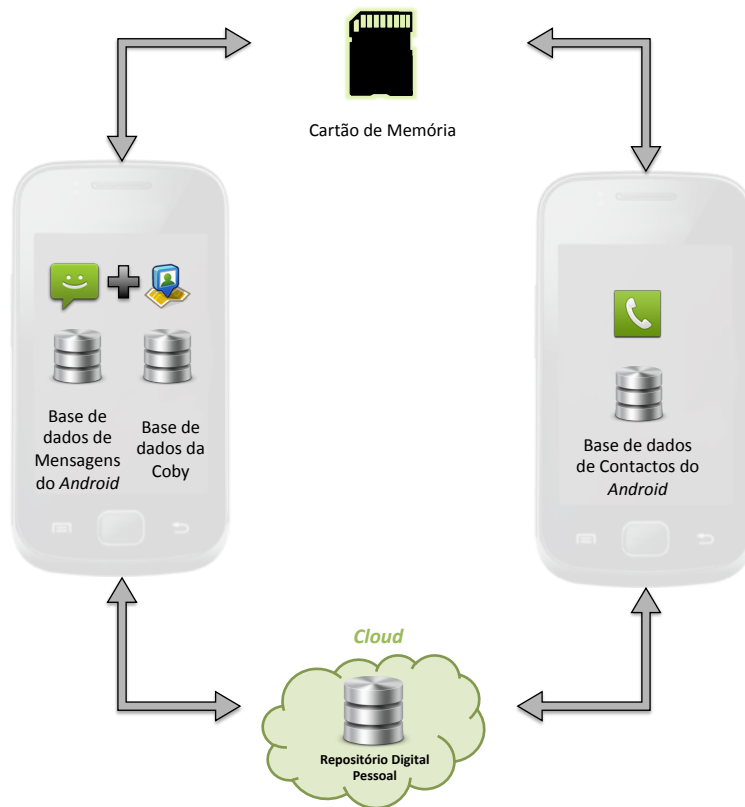 Cartão de Memória
Base de
dados de
Mensagens
do Android
Base de
dados da
Coby
Base de dados
de Contactos do
Android
Cloud
Repositório Digital
Pessoal